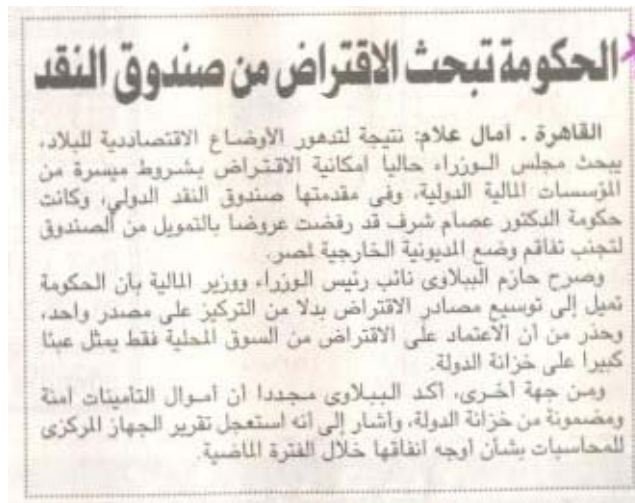 الحكومة تبحث الاقتراض من صندوق النقد
القاهرة ـ آمال علام: نتيجة لتدهور الأوضاع الاقتصاددية للبلاد،
يبحث مجلس الوزراء حاليا امكانية الاقتراض بشروط ميسرة من
المؤسسات المالية الدولية، وفى مقدمتها صندوق النقد الدولي، وكانت
حكومة الدكتور عصام شرف قد رفضت عروضا بالتمويل من الصندوق
لتجنب تفاقم وضع المديونية الخارجية لمصر.
وصرح حازم الببلاوى نائب رئيس الوزراء ووزير المالية بأن الحكومة
تميل إلى توسيع مصادر الاقتراض بدلا من التركيز على مصدر واحد،
وحذر من أن الاعتماد على الاقتراض من السوق المحلية فقط يمثل عبئا
كبيرا على خزانة الدولة.
ومن جهة أخرى، أكد الببلاوى مجددا أن أموال التأمينات آمنة
ومضمونة من خزانة الدولة، وأشار إلى أنه استعجل تقرير الجهاز المركزى
للمحاسبات بشأن أوجه انفاقها خلال الفترة الماضية.